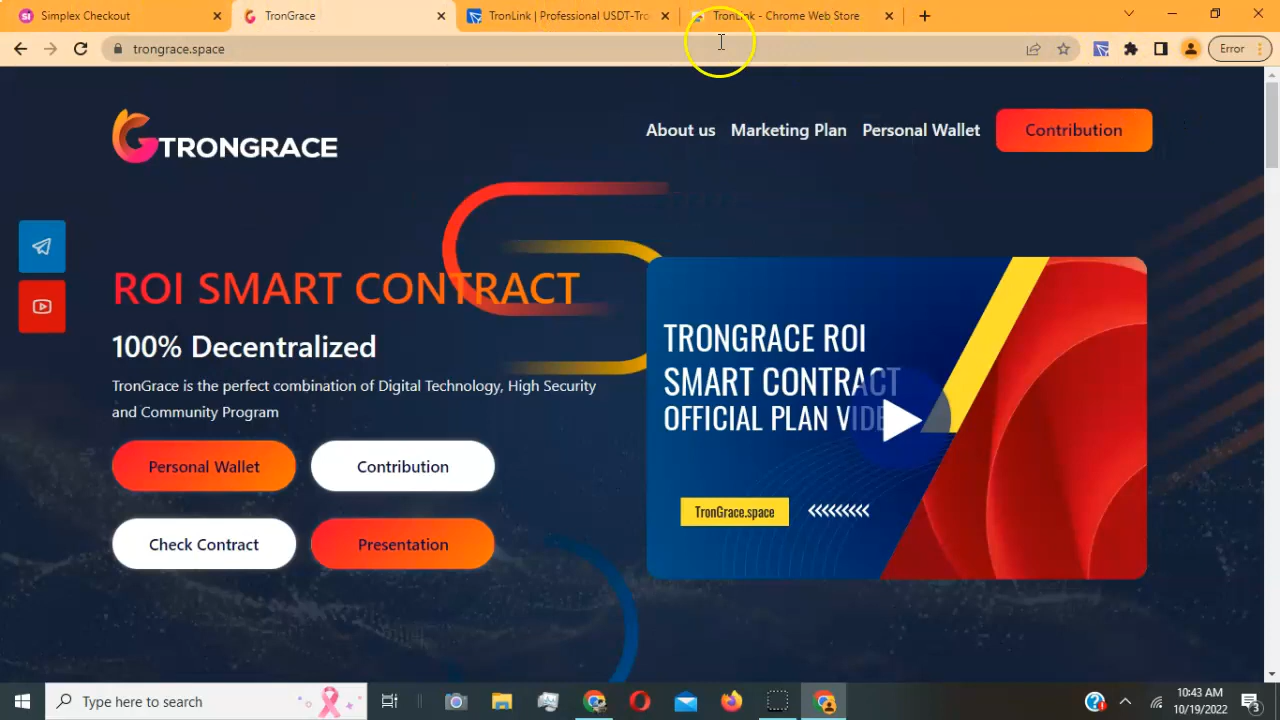 Simplex Checkout
TronGrace
TronLink | Professional USDT-Tro
TronLink - Chrome Web Store
trongrace.space
Error
TRONGRACE
About us
Marketing Plan
Personal Wallet
Contribution
ROI SMART CONTRACT
100% Decentralized
TronGrace is the perfect combination of Digital Technology, High Security
and Community Program
Personal Wallet
Contribution
Check Contract
Presentation
TRONGRACE ROI
SMART CONTRACT
OFFICIAL PLAN VIDE
TronGrace.space
Type here to search
10:43 AM
10/19/2022
3